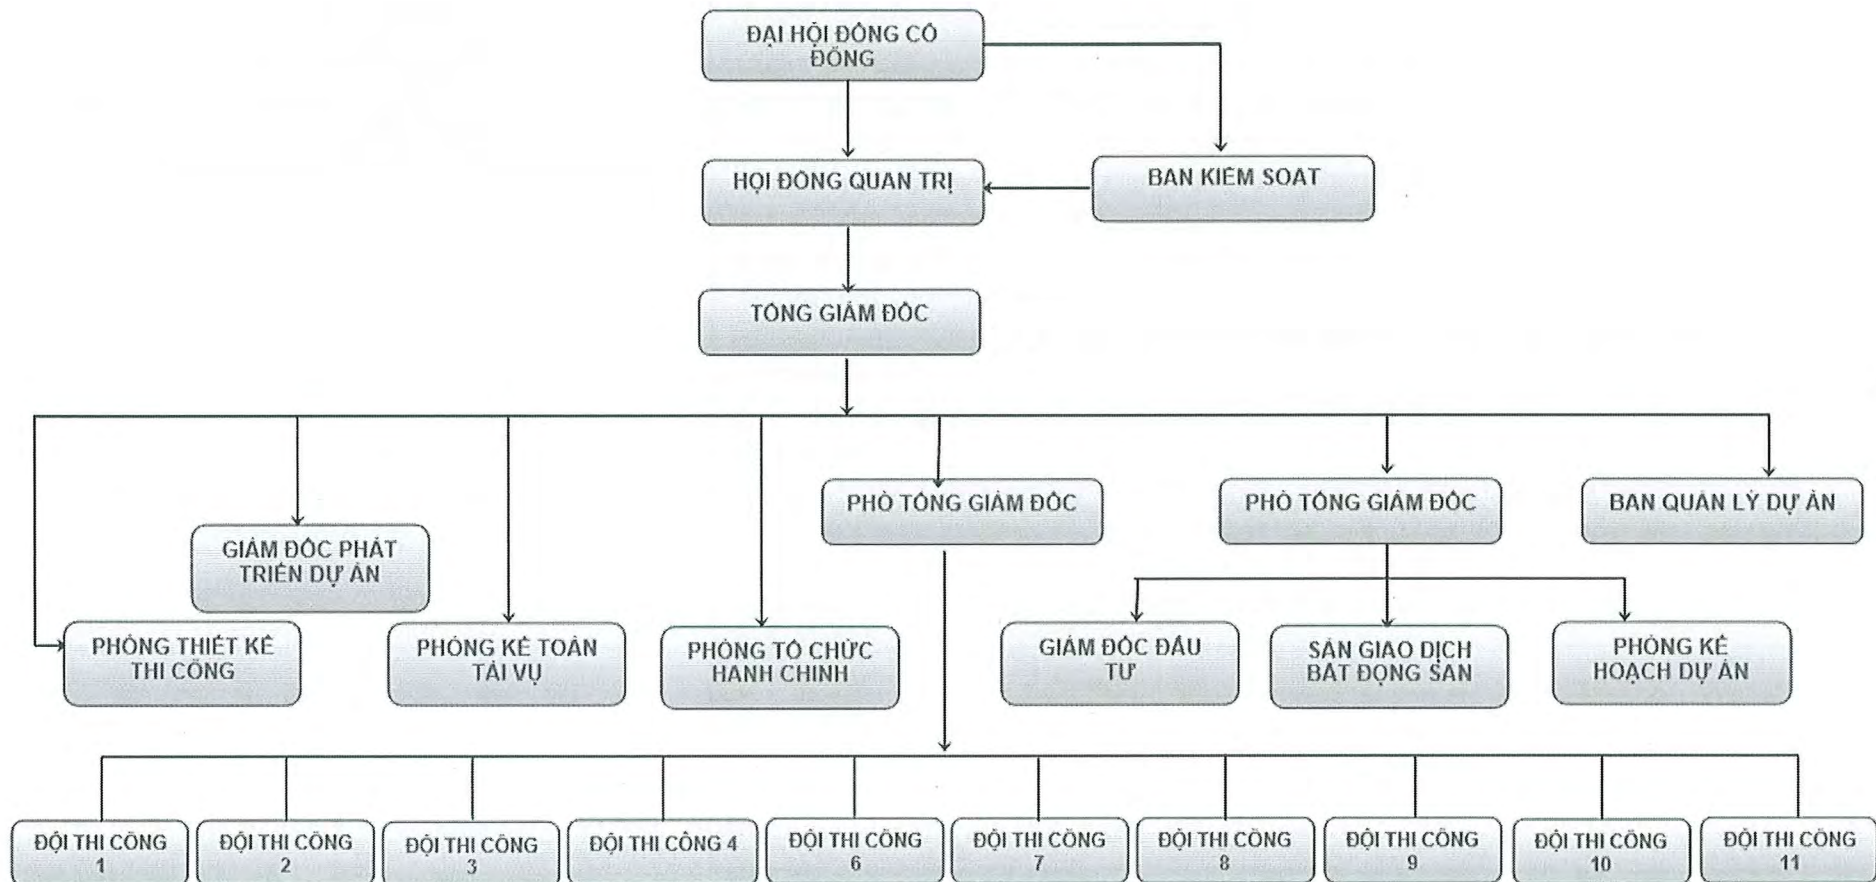 ĐẠI HỘI ĐỒNG CỔ
ĐÔNG
HỘI ĐỒNG QUẢN TRỊ
BAN KIỂM SOÁT
TỔNG GIÁM ĐỐC
PHÓ TỔNG GIÁM ĐỐC
PHÓ TỔNG GIÁM ĐỐC
BAN QUẢN LÝ DỰ ÁN
GIÁM ĐỐC PHÁT
TRIỂN DỰ ÁN
PHÒNG THIẾT KẾ
THI CÔNG
PHÒNG KẾ TOÁN
TÀI VỤ
PHÒNG TỔ CHỨC
HÀNH CHÍNH
GIÁM ĐỐC ĐẦU
TƯ
SÀN GIAO DỊCH
BẤT ĐỘNG SẢN
PHÒNG KẾ
HOẠCH DỰ ÁN
ĐỘI THI CÔNG
1
ĐỘI THI CÔNG
2
ĐỘI THI CÔNG
3
ĐỘI THI CÔNG 4
ĐỘI THI CÔNG
6
ĐỘI THI CÔNG
7
ĐỘI THI CÔNG
8
ĐỘI THI CÔNG
9
ĐỘI THI CÔNG
10
ĐỘI THI CÔNG
11